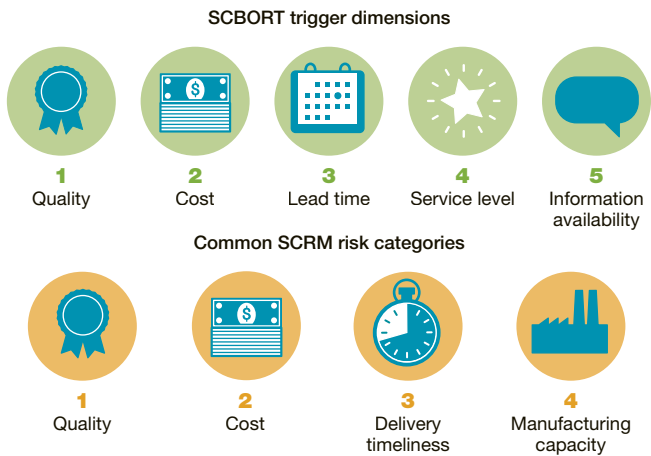 SCBORT trigger dimensions
$
1 2 3 4 5
Quality Cost Lead time Service level Information
availability
Common SCRM risk categories
$
1 2 3 4
Quality Cost Delivery Manufacturing
timeliness capacity